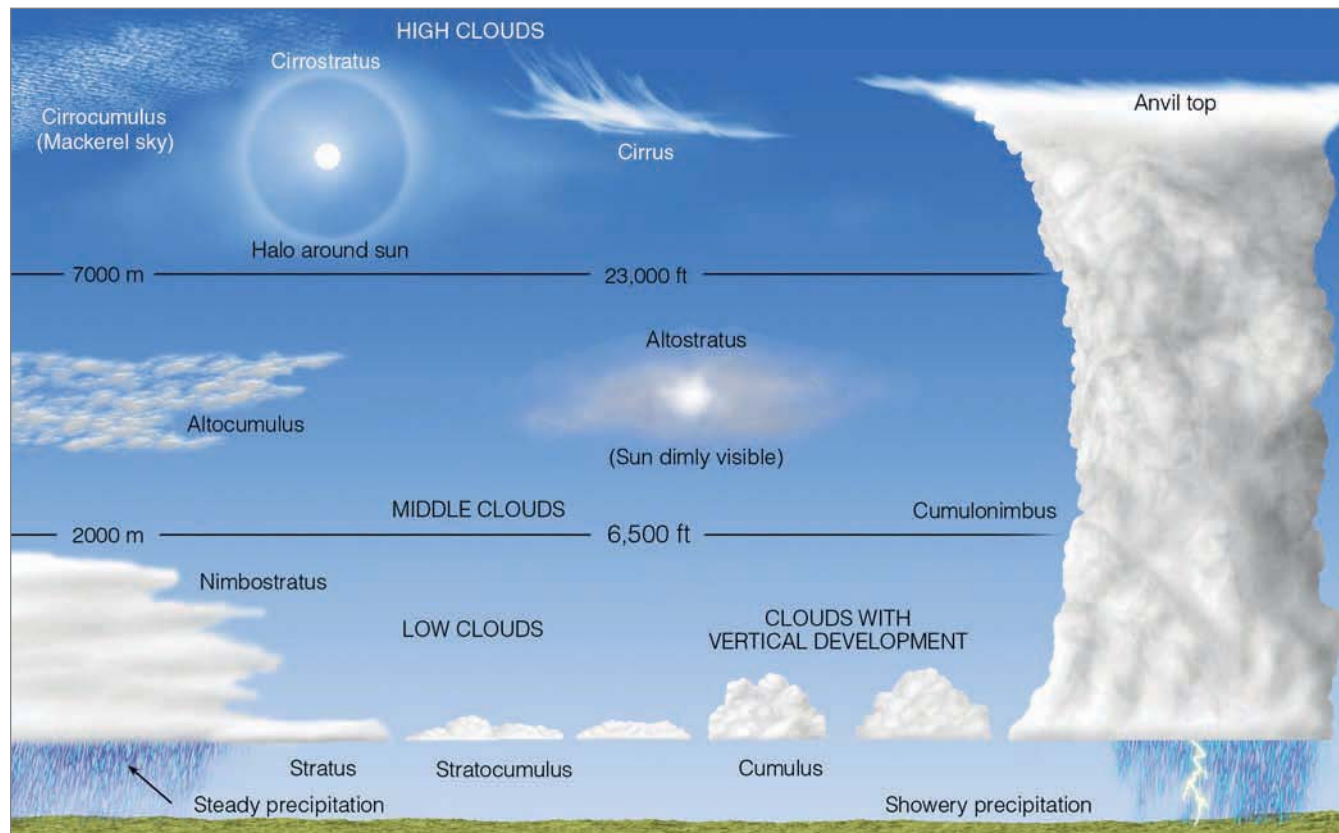 HIGH CLOUDS
Cirrostratus
Cirrocumulus
(Mackerel sky)
Cirrus
Anvil top
Halo around sun
7000 m
23,000 ft
Altostratus
Altocumulus
(Sun dimly visible)
MIDDLE CLOUDS
Cumulonimbus
2000 m
6,500 ft
Nimbostratus
LOW CLOUDS
CLOUDS WITH
VERTICAL DEVELOPMENT
Stratus
Stratocumulus
Cumulus
Steady precipitation
Showery precipitation